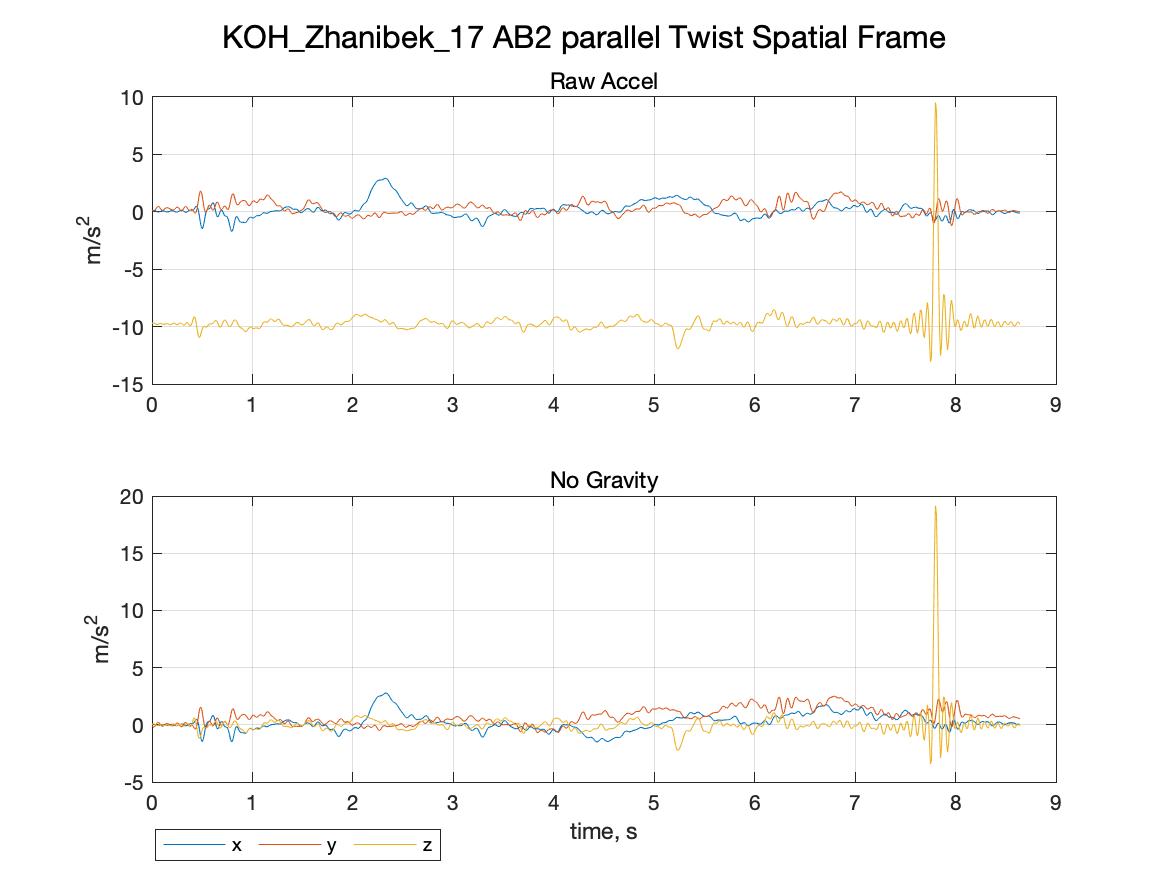 KOH_Zhanibek_17 AB2 parallel Twist Spatial Frame
Raw Accel
m/s²
10
5
0
-5
-10
-15
0 1 2 3 4 5 6 7 8 9
No Gravity
m/s²
20
15
10
5
0
-5
0 1 2 3 4 5 6 7 8 9
time, s
x y z